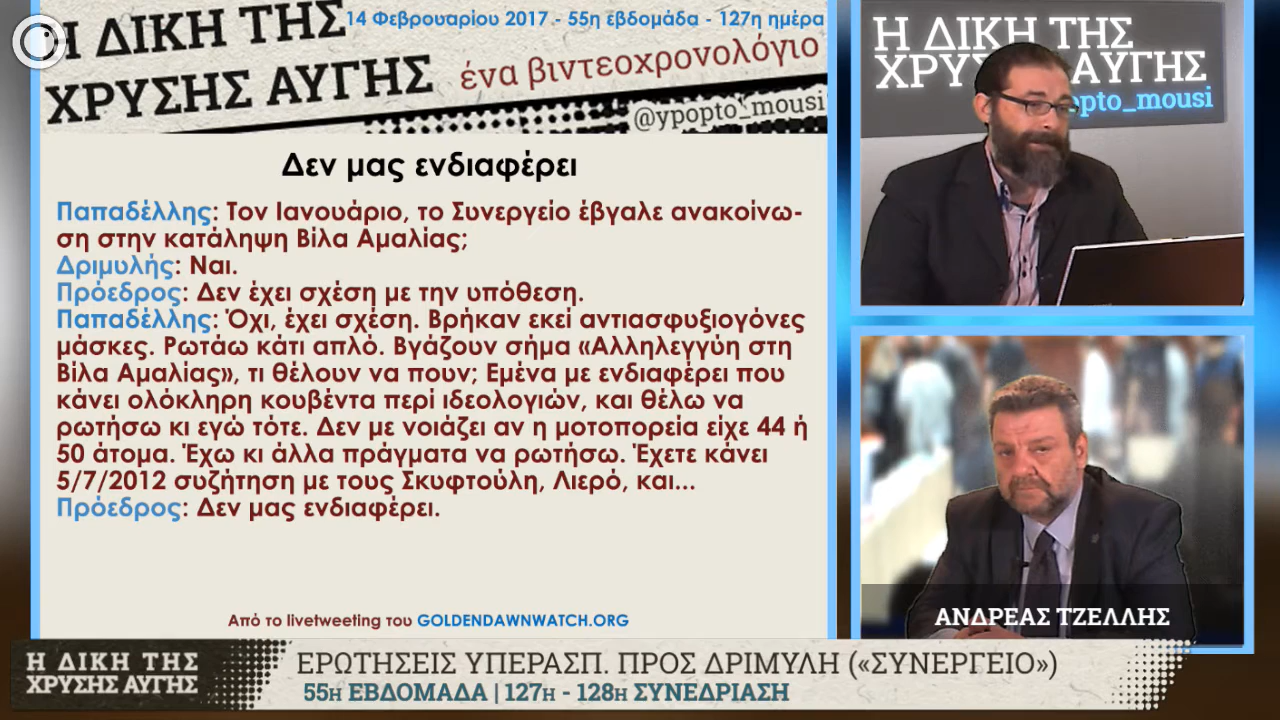 14 Φεβρουαρίου 2017 - 55η εβδομάδα - 127η ημέρα
Η ΔΙΚΗ ΤΗΣ
ΧΡΥΣΗΣ ΑΥΓΗΣ
ένα βιντεοχρονολόγιο
@ypopto_mousi
Δεν μας ενδιαφέρει
Παπαδέλλης: Τον Ιανουάριο, το Συνεργείο έβγαλε ανακοίνω-
ση στην κατάληψη Βίλα Αμαλίας;
Δριμυλής: Ναι.
Πρόεδρος: Δεν έχει σχέση με την υπόθεση.
Παπαδέλλης: Όχι, έχει σχέση. Βρήκαν εκεί αντιασφυξιογόνες
μάσκες. Ρωτάω κάτι απλό. Βγάζουν σήμα «Αλληλεγγύη στη
Βίλα Αμαλίας», τι θέλουν να πουν; Εμένα με ενδιαφέρει που
κάνει ολόκληρη κουβέντα περί ιδεολογιών, και θέλω να
ρωτήσω κι εγώ τότε. Δεν με νοιάζει αν η μοτοπορεία είχε 44 ή
50 άτομα. Έχω κι άλλα πράγματα να ρωτήσω. Έχετε κάνει
5/7/2012 συζήτηση με τους Σκυφτούλη, Λιερό, και...
Πρόεδρος: Δεν μας ενδιαφέρει.
Από το livetweeting του GOLDENDAWNWATCH.ORG
Η ΔΙΚΗ ΤΗΣ
ΑΥΓΗΣ
opto_mousi
ΑΝΔΡΕΑΣ ΤΖΕΛΛΗΣ
Η ΔΙΚΗ ΤΗΣ
ΧΡΥΣΗΣ ΑΥΓΗΣ
ΕΡΩΤΗΣΕΙΣ ΥΠΕΡΑΣΠ. ΠΡΟΣ ΔΡΙΜΥΛΗ («ΣΥΝΕΡΓΕΙΟ»)
55Η ΕΒΔΟΜΑΔΑ | 127Η - 128Η ΣΥΝΕΔΡΙΑΣΗ